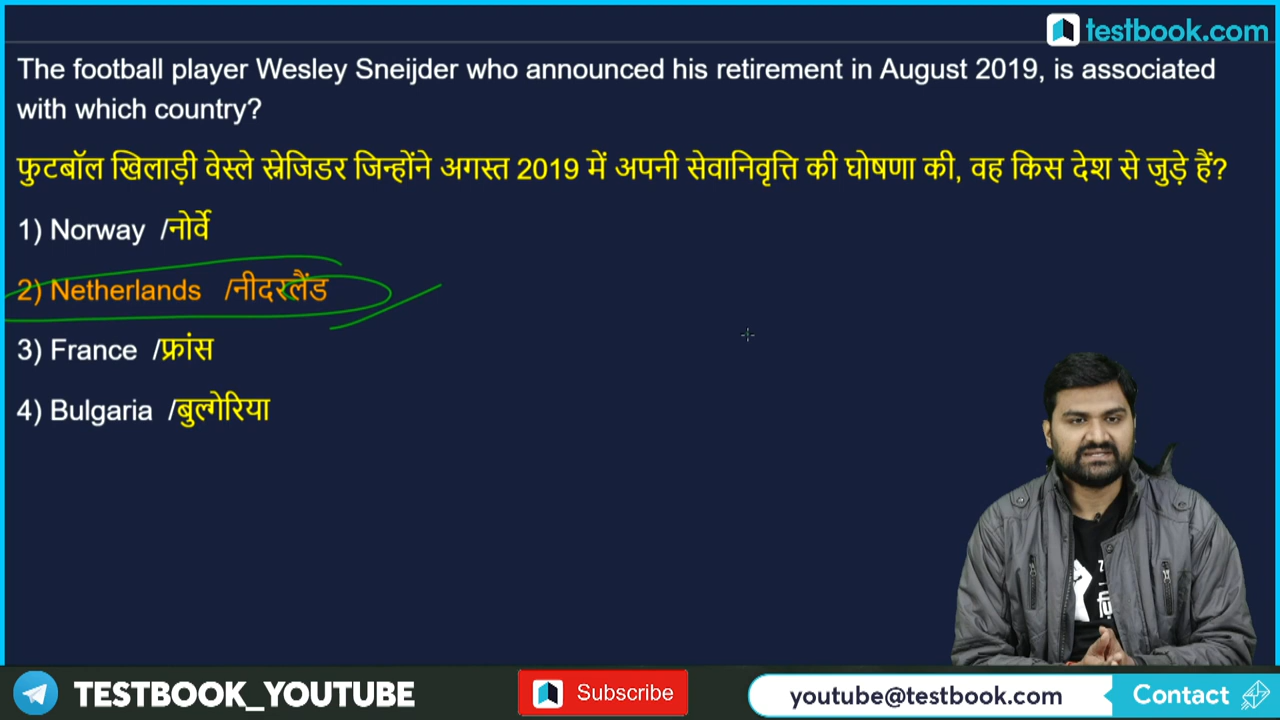 testbook.com
The football player Wesley Sneijder who announced his retirement in August 2019, is associated
with which country?
फुटबॉल खिलाड़ी वेस्ले स्नेजिडर जिन्होंने अगस्त 2019 में अपनी सेवानिवृत्ति की घोषणा की, वह किस देश से जुड़े हैं?
1) Norway /नोर्वे
2) Netherlands /नीदरलैंड
3) France /फ्रांस
4) Bulgaria /बुल्गेरिया
TESTBOOK_YOUTUBE
Subscribe
youtube@testbook.com
Contact